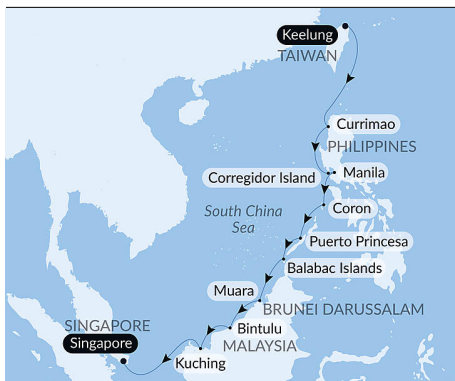 Keelung
TAIWAN
Currimao
PHILIPPINES
Corregidor Island
Manila
South China
Sea
Coron
Puerto Princesa
Balabac Islands
Muara
BRUNEI DARUSSALAM
SINGAPORE
Bintulu
Singapore
MALAYSIA
Kuching